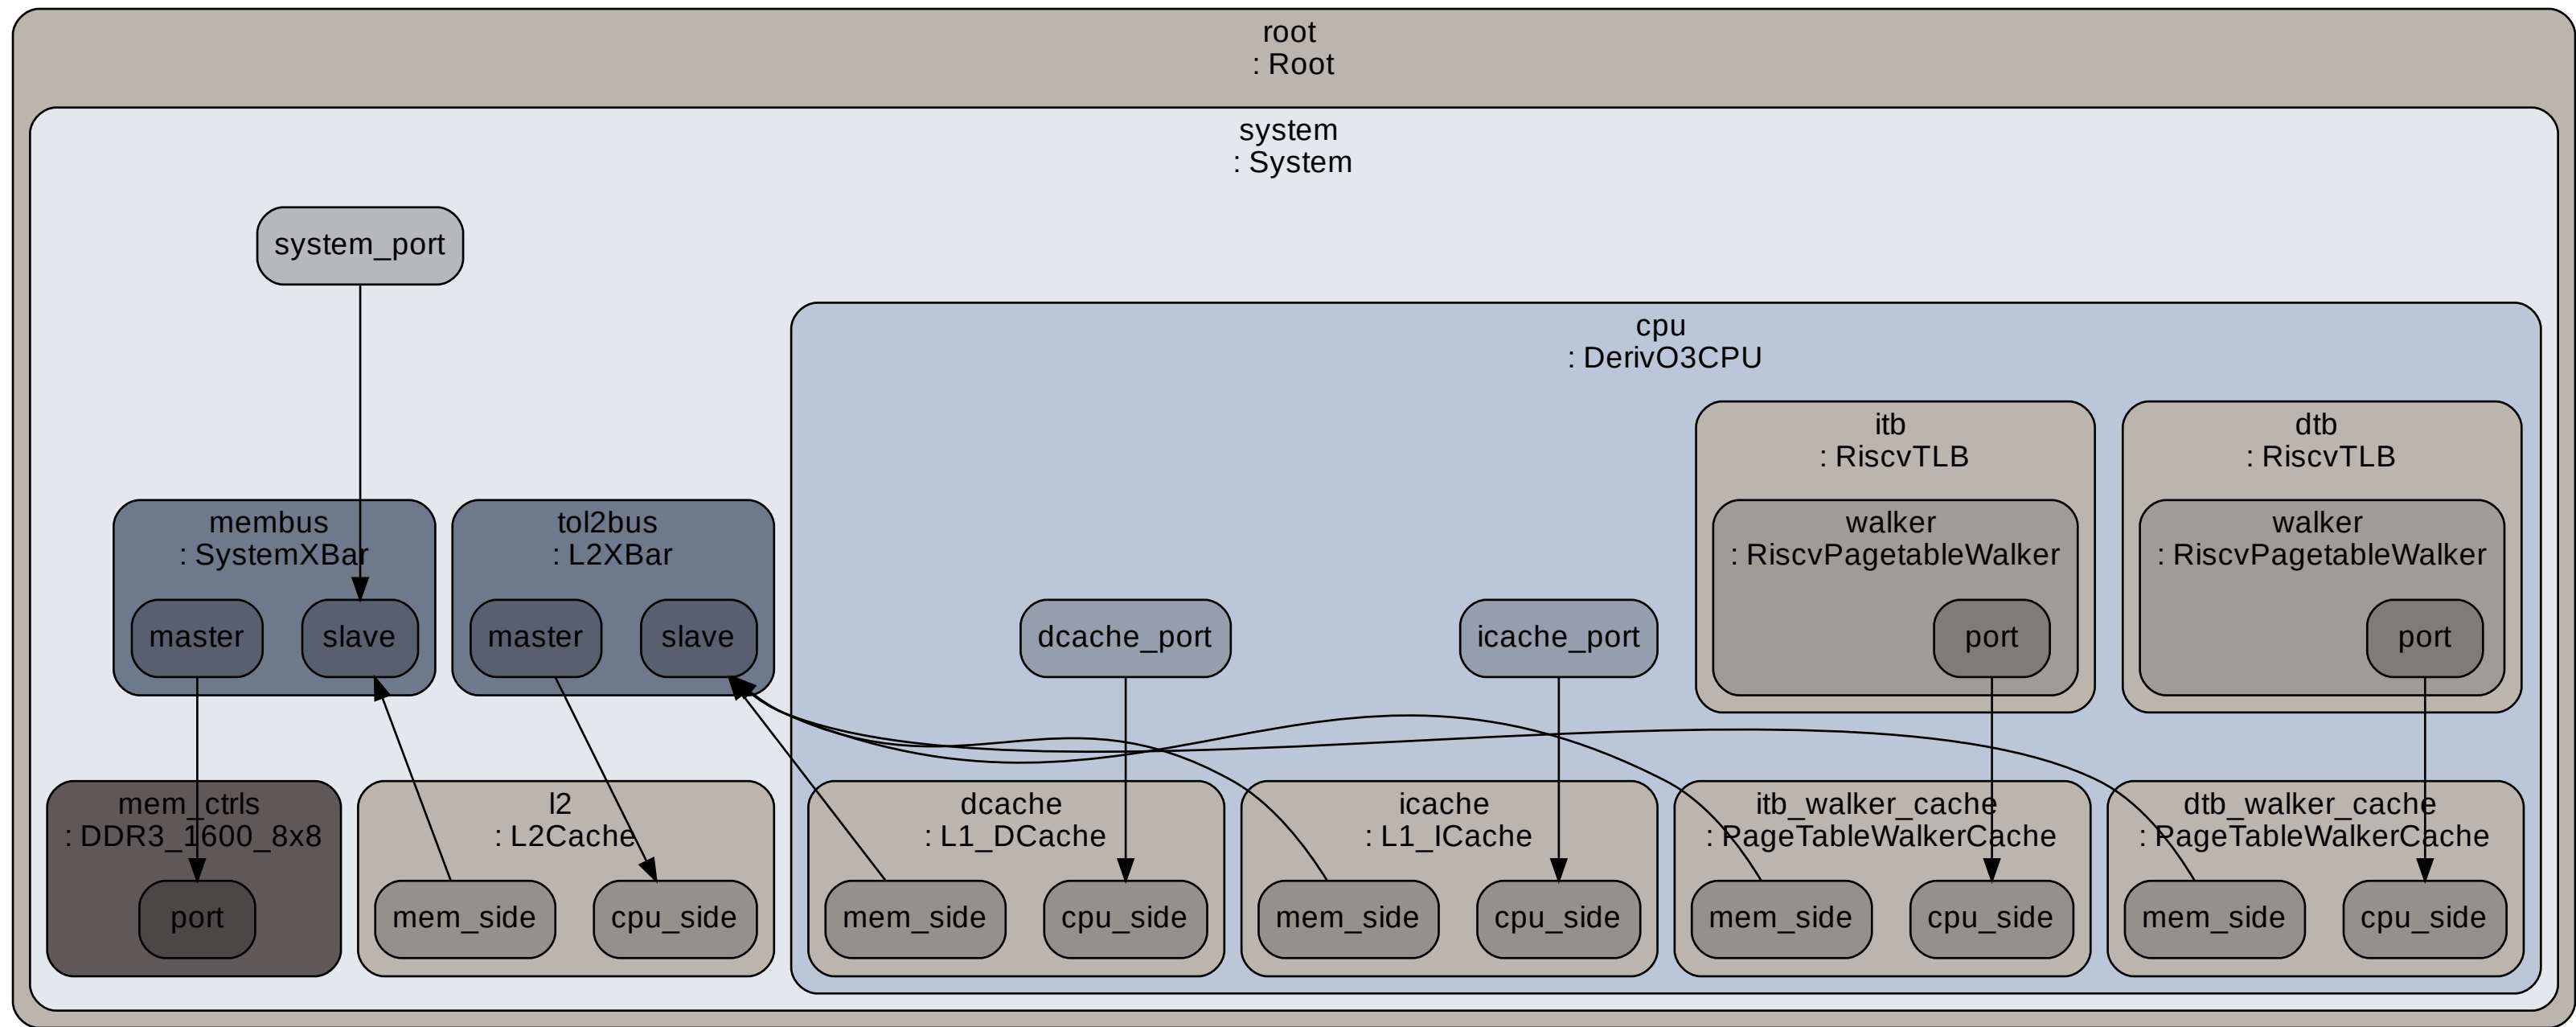 root
: Root
system
: System
system_port
cpu
: DerivO3CPU
itb
: RiscvTLB
dtb
: RiscvTLB
membus
: SystemXBar
tol2bus
: L2XBar
walker
: RiscvPagetableWalker
walker
: RiscvPagetableWalker
master
slave
master
slave
dcache_port
icache_port
port
port
mem_ctrls
: DDR3_1600_8x8
l2
: L2Cache
dcache
: L1_DCache
icache
: L1_ICache
itb_walker_cache
: PageTableWalkerCache
dtb_walker_cache
: PageTableWalkerCache
port
mem_side
cpu_side
mem_side
cpu_side
mem_side
cpu_side
mem_side
cpu_side
mem_side
cpu_side